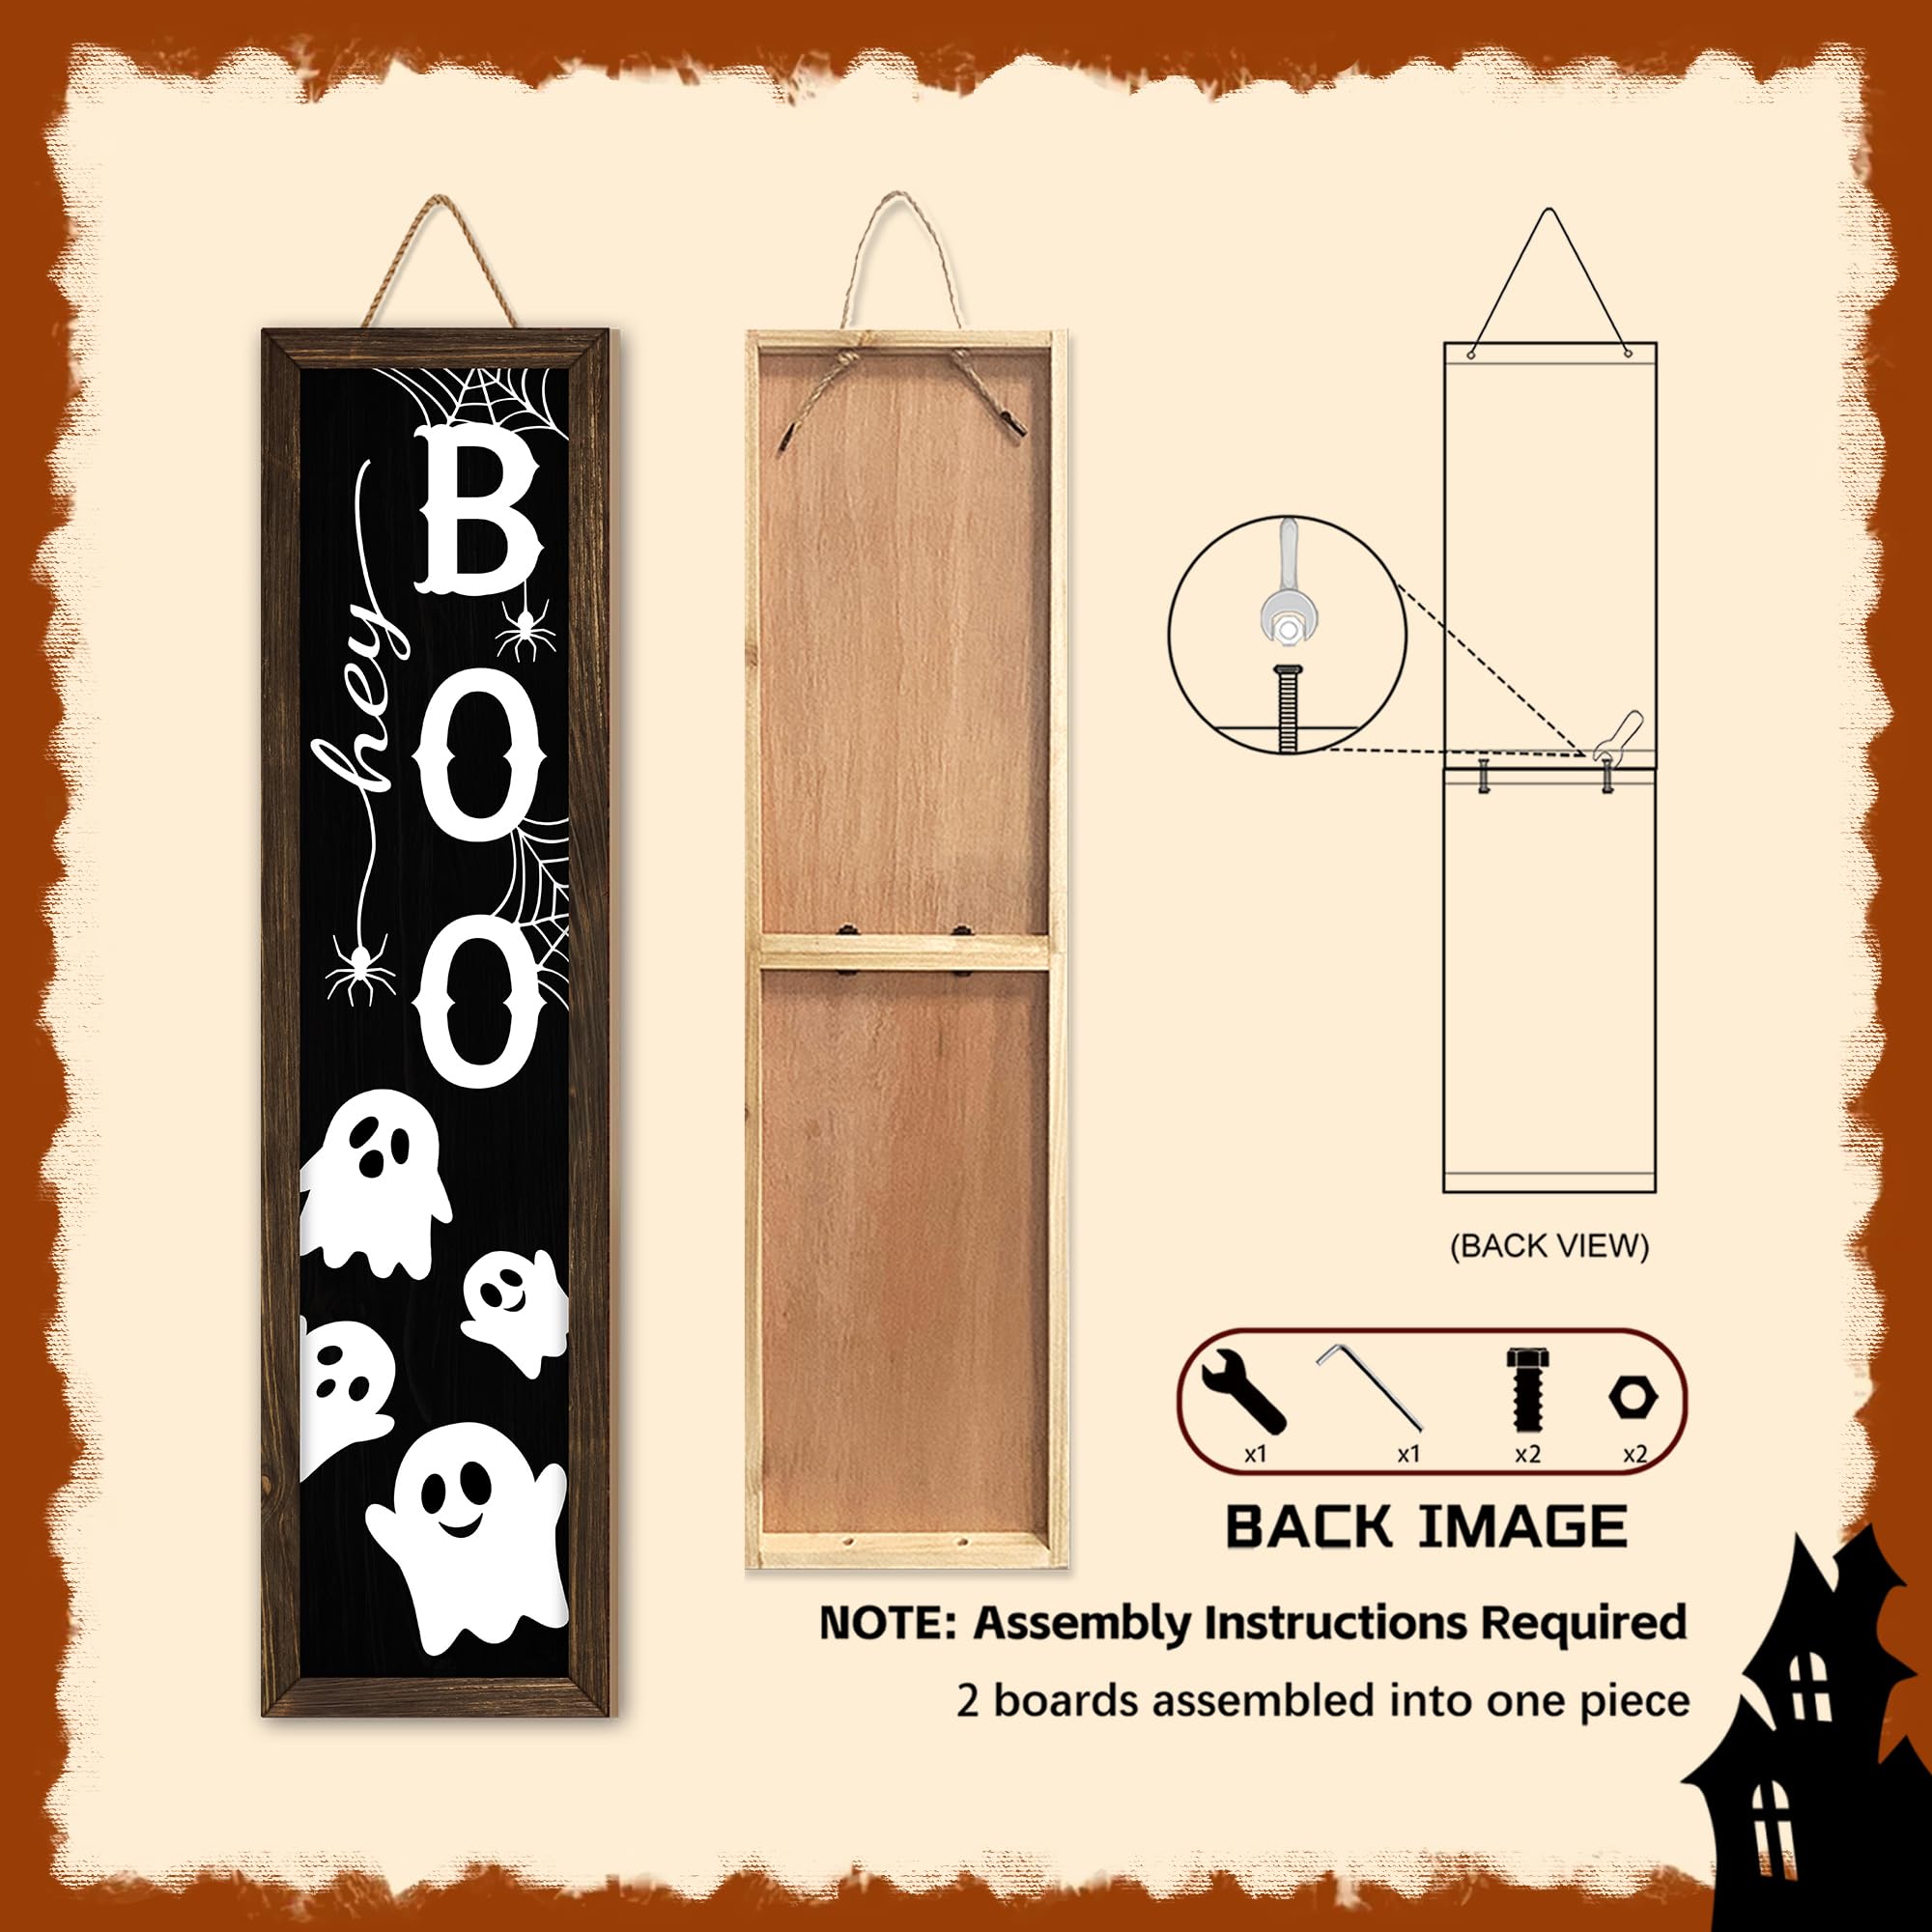 hey
BOO
(BACK VIEW)
x1 x1 x2 x2
BACK IMAGE
NOTE: Assembly Instructions Required
2 boards assembled into one piece